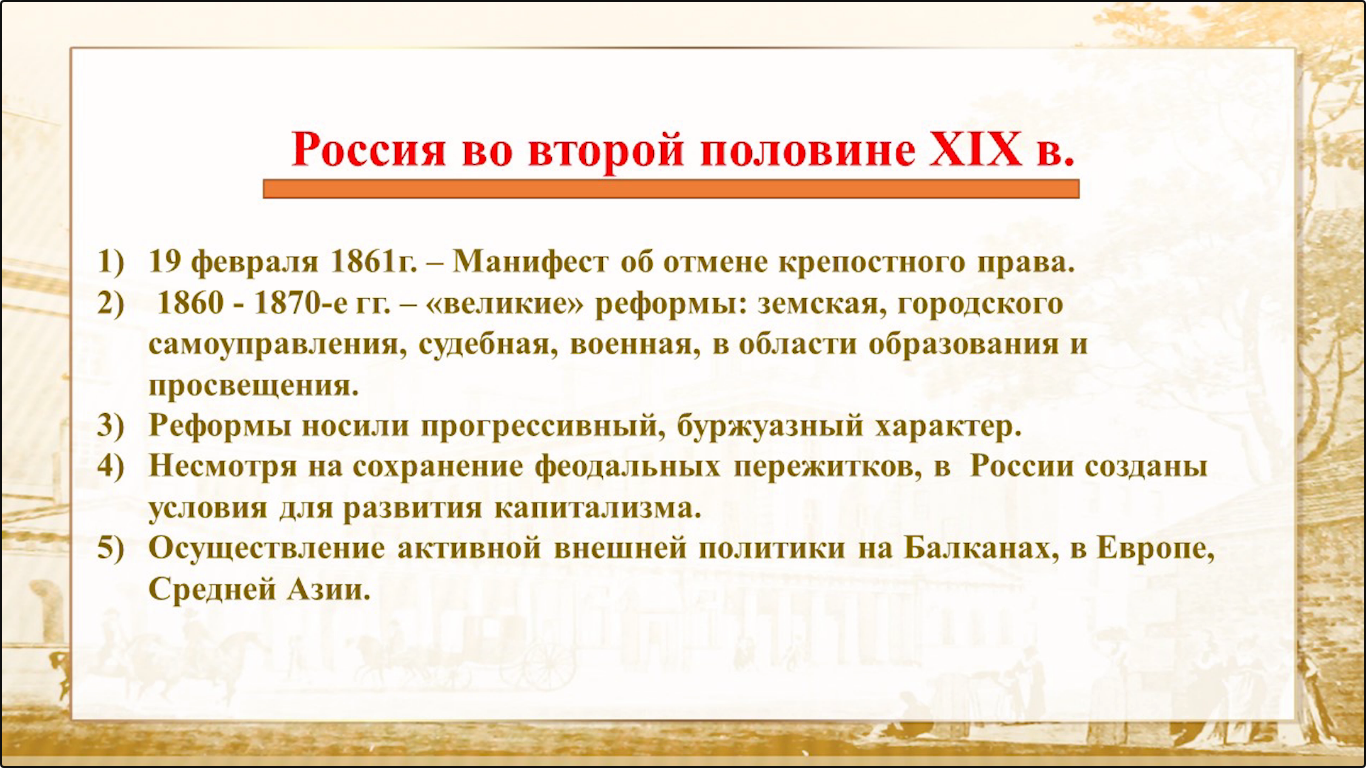 Россия во второй половине XIX в.
1) 19 февраля 1861г. – Манифест об отмене крепостного права.
2) 1860 - 1870-е гг. – «великие» реформы: земская, городского
самоуправления, судебная, военная, в области образования и
просвещения.
3) Реформы носили прогрессивный, буржуазный характер.
4) Несмотря на сохранение феодальных пережитков, в России созданы
условия для развития капитализма.
5) Осуществление активной внешней политики на Балканах, в Европе,
Средней Азии.